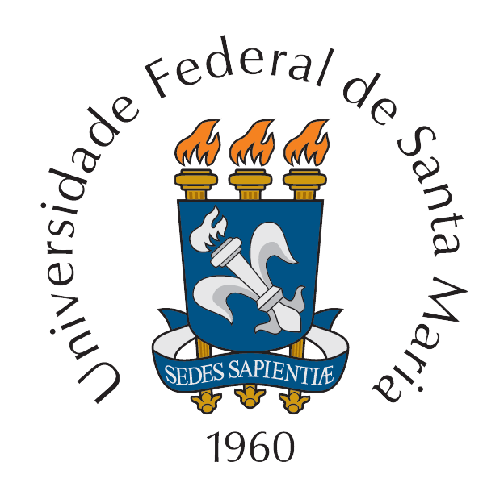 Universidade Federal de Santa Maria
SEDES SAPIENTIÆ
1960